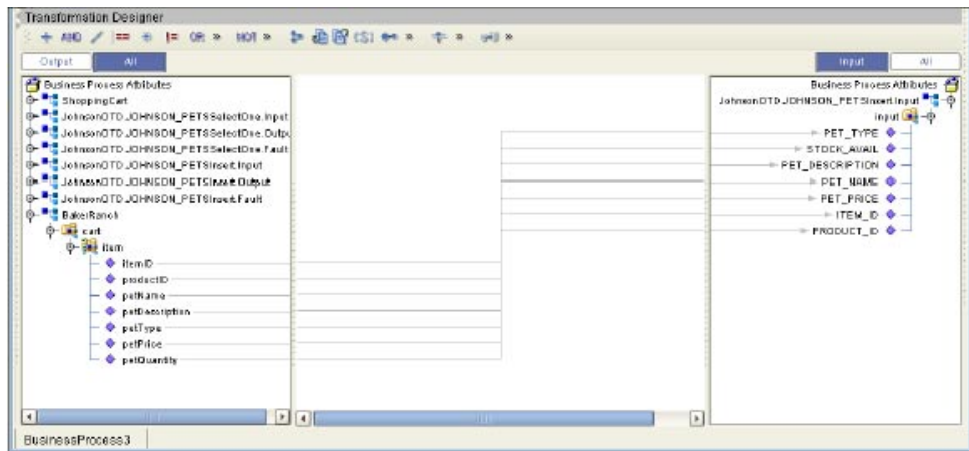 Transformation Designer
AND == != OR » NOT » {S} » » »
Output All
Input All
Business Process Attributes
ShoppingCart
JohnsonOTD.JOHNSON_PETSSelectOne.Input
JohnsonOTD.JOHNSON_PETSSelectOne.Outpu
JohnsonOTD.JOHNSON_PETSSelectOne.Fault
JohnsonOTD.JOHNSON_PETSInsert.Input
JohnsonOTD.JOHNSON_PETSInsert.Output
JohnsonOTD.JOHNSON_PETSInsert.Fault
BakerRanch
cart
item
itemID
productID
petName
petDescription
petType
petPrice
petQuantity
Business Process Attributes
JohnsonOTD.JOHNSON_PETSInsert.Input
input
PET_TYPE
STOCK_AVAIL
PET_DESCRIPTION
PET_NAME
PET_PRICE
ITEM_ID
PRODUCT_ID
BusinessProcess3